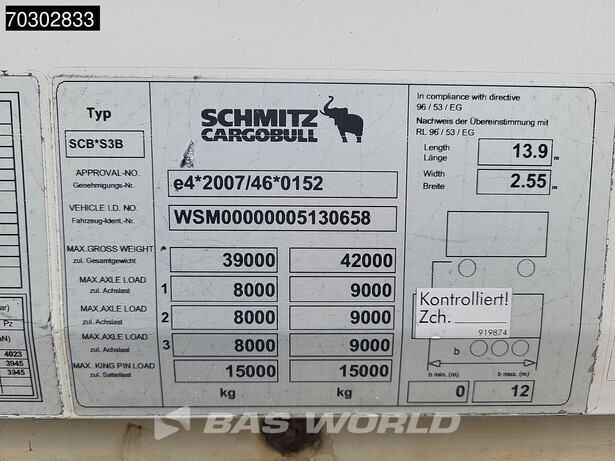 70302833
Typ
SCB*S3B
SCHMITZ
CARGOBULL
In compliance with directive
96 / 53 / EG
Nachweis der Übereinstimmung mit
RL 96 / 53 / EG
Length
Länge
13.9 m
Width
Breite
2.55 m
APPROVAL-NO.
Genehmigungs-Nr.
e4*2007/46*0152
VEHICLE I.D. NO.
Fahrzeug-Ident.-Nr.
WSM00000005130658
MAX.GROSS WEIGHT
zul. Gesamtgewicht
39000 42000
MAX.AXLE LOAD
zul. Achslast
1 8000 9000
MAX.AXLE LOAD
zul. Achslast
2 8000 9000
MAX.AXLE LOAD
zul. Achslast
3 8000 9000
MAX. KING PIN LOAD
zul. Sattellast
15000 15000
kg kg
Kontrolliert!
Zch.
919874
b
b min. (m) b max. (m)
0 12
Pz
4023
3945
3945
BAS WORLD